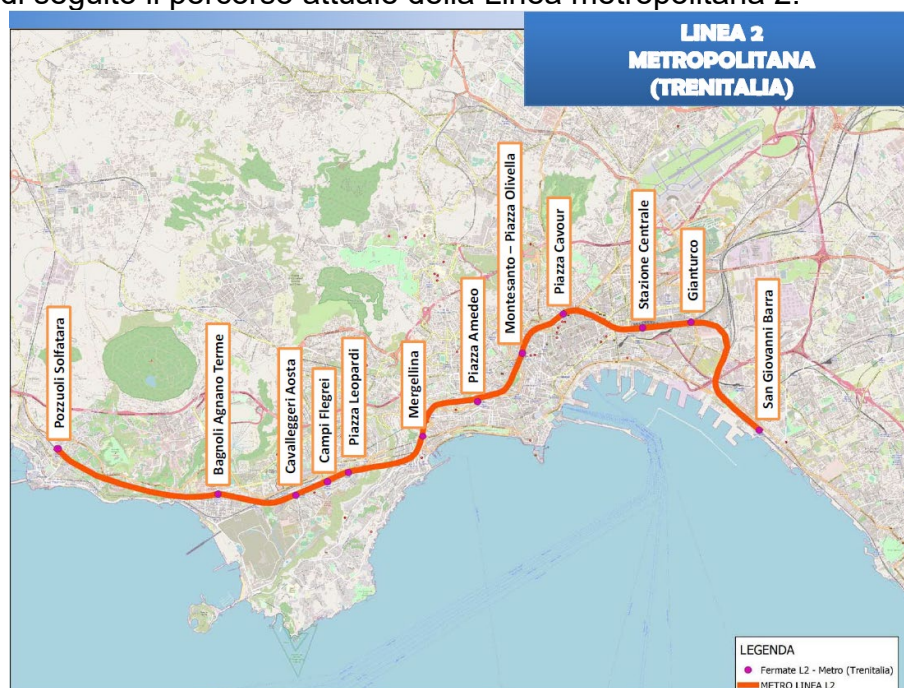 di seguito il percorso attuale della Linea metropolitana 2:
LINEA 2
METROPOLITANA
(TRENITALIA)
Pozzuoli Solfatara
Bagnoli Agnano Terme
Cavalleggeri Aosta
Campi Flegrei
Piazza Leopardi
Mergellina
Piazza Amedeo
Montesanto – Piazza Olivella
Piazza Cavour
Stazione Centrale
Gianturco
San Giovanni Barra
LEGENDA
Fermate L2 - Metro (Trenitalia)
METRO LINEA L2